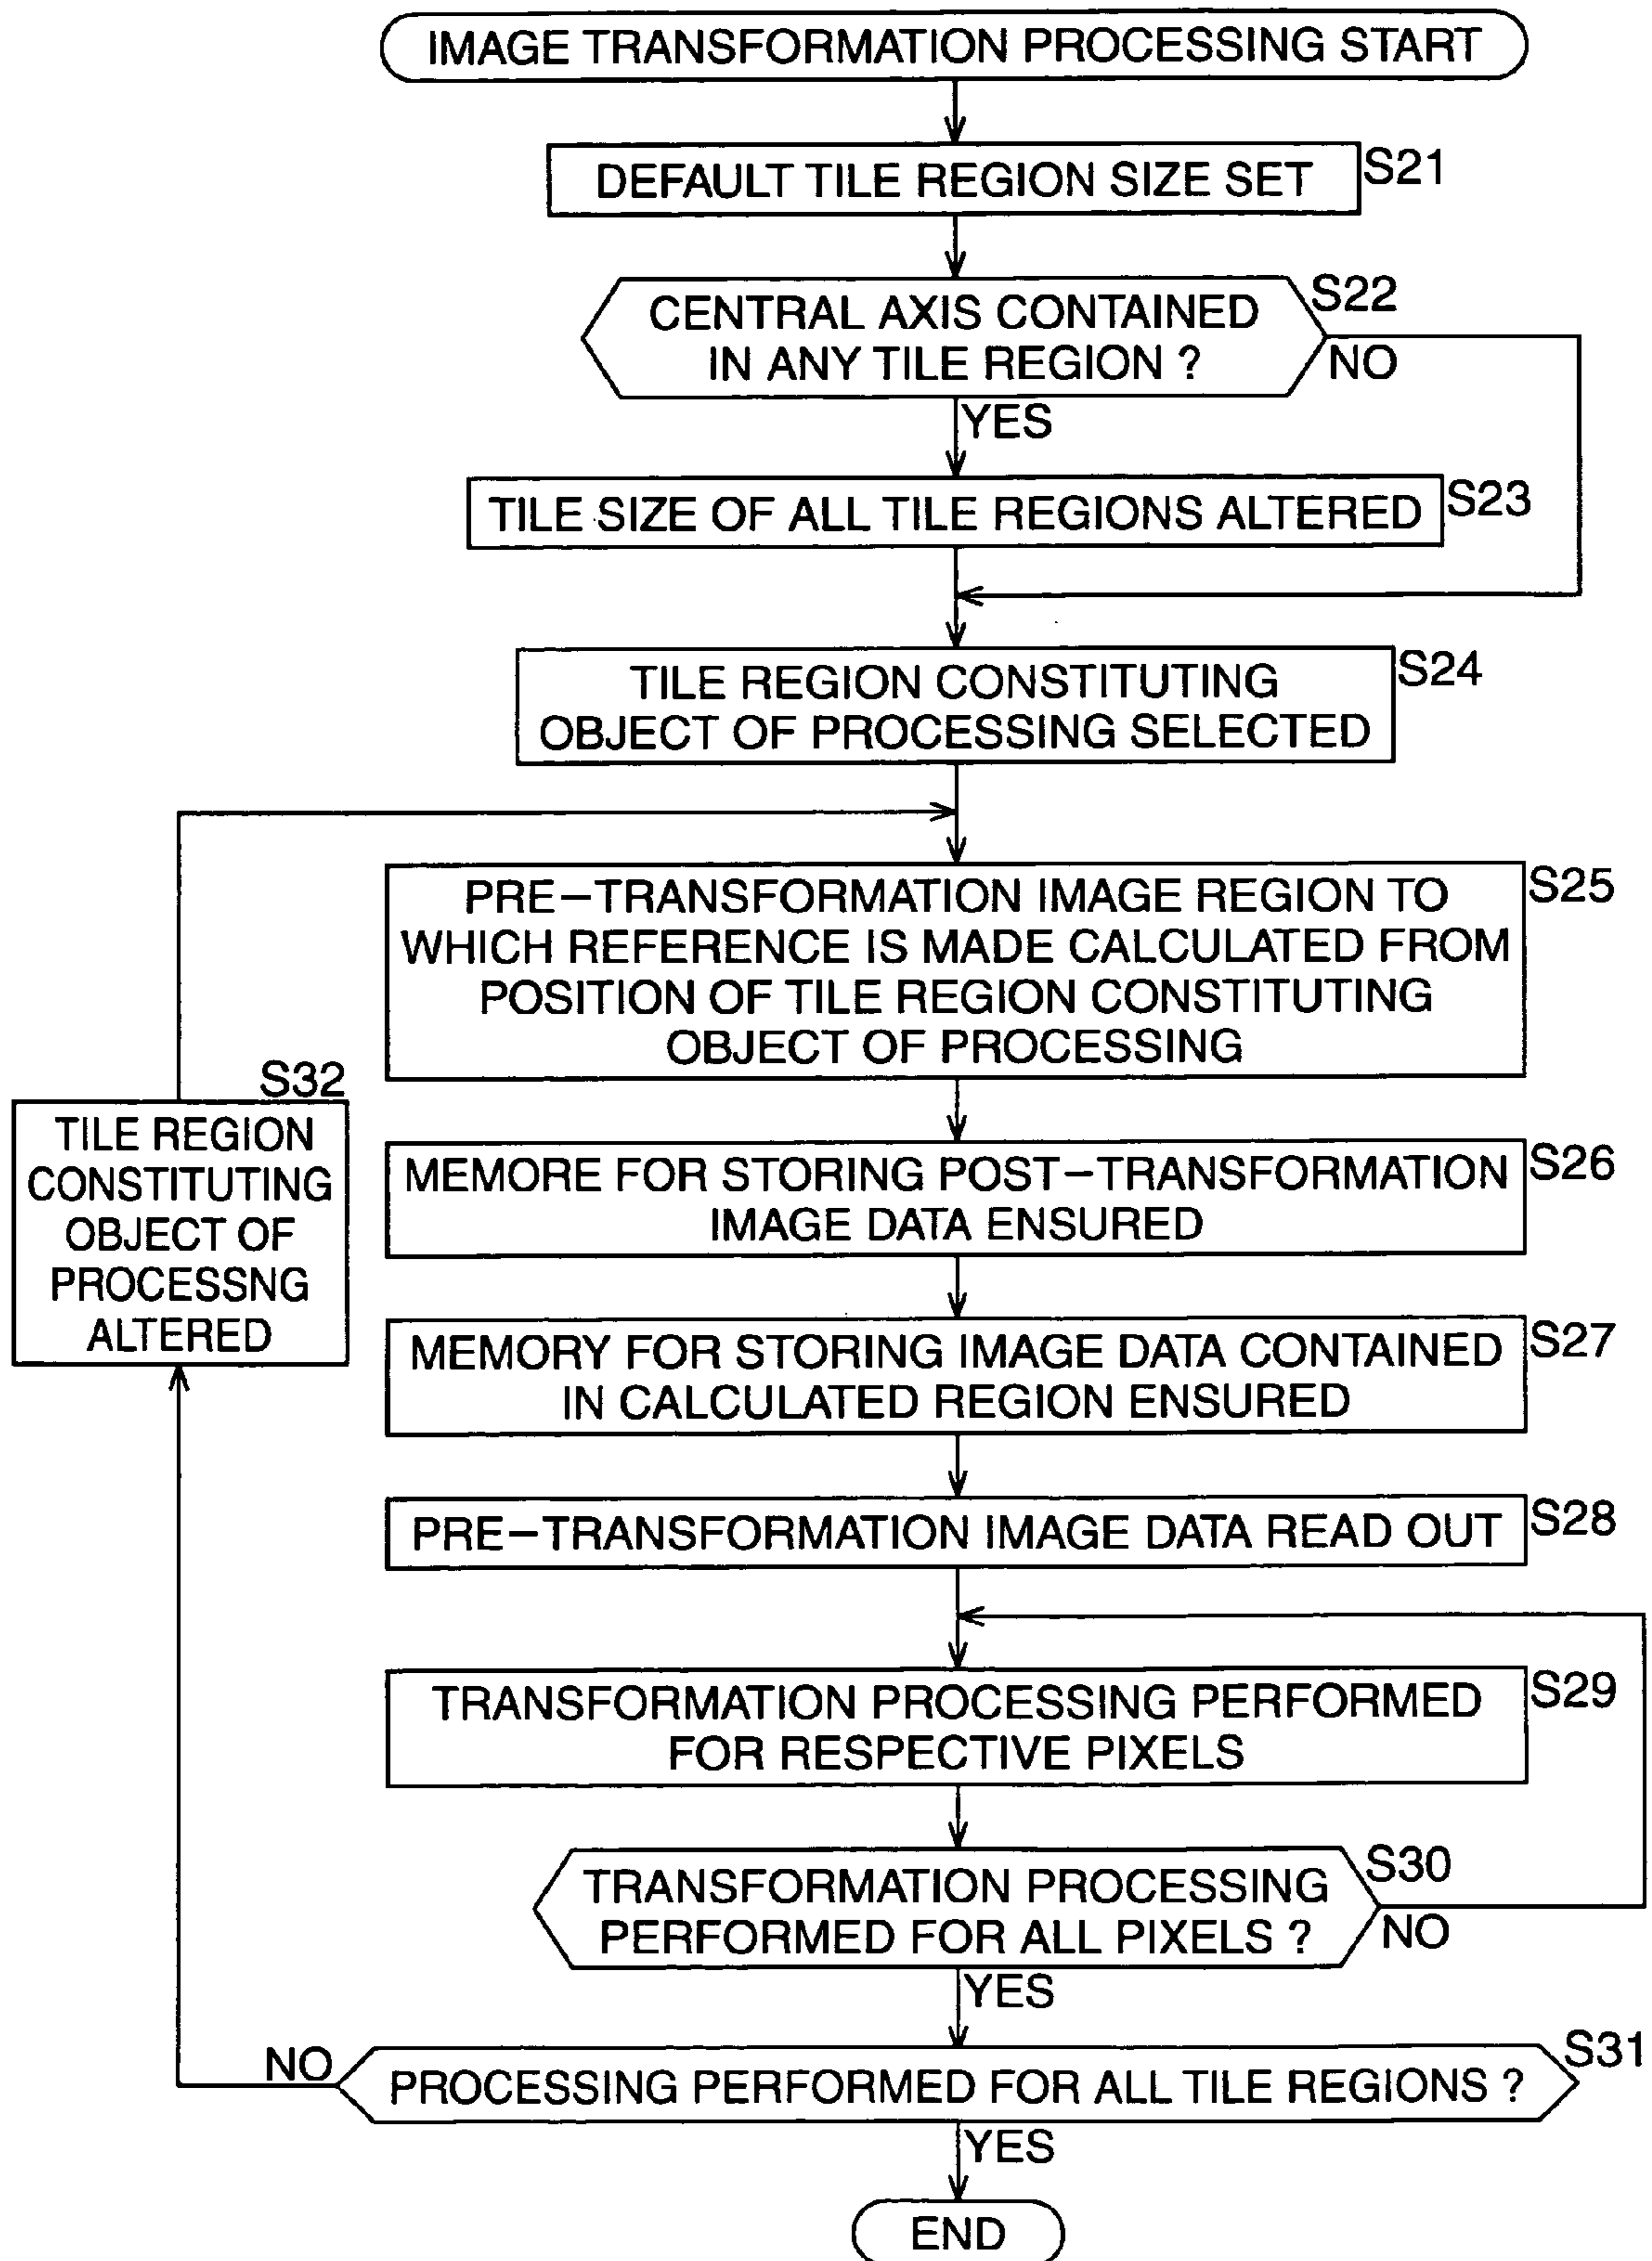 IMAGE TRANSFORMATION PROCESSING START
DEFAULT TILE REGION SIZE SET
S21
CENTRAL AXIS CONTAINED
IN ANY TILE REGION ?
S22
NO
YES
TILE SIZE OF ALL TILE REGIONS ALTERED
S23
TILE REGION CONSTITUTING
OBJECT OF PROCESSING SELECTED
S24
PRE-TRANSFORMATION IMAGE REGION TO
WHICH REFERENCE IS MADE CALCULATED FROM
POSITION OF TILE REGION CONSTITUTING
OBJECT OF PROCESSING
S25
S32
TILE REGION
CONSTITUTING
OBJECT OF
PROCESSNG
ALTERED
MEMORE FOR STORING POST-TRANSFORMATION
IMAGE DATA ENSURED
S26
MEMORY FOR STORING IMAGE DATA CONTAINED
IN CALCULATED REGION ENSURED
S27
PRE-TRANSFORMATION IMAGE DATA READ OUT
S28
TRANSFORMATION PROCESSING PERFORMED
FOR RESPECTIVE PIXELS
S29
TRANSFORMATION PROCESSING
PERFORMED FOR ALL PIXELS ?
S30
NO
YES
NO
PROCESSING PERFORMED FOR ALL TILE REGIONS ?
S31
YES
END